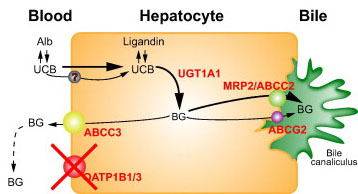 Blood Hepatocyte Bile
Alb Ligandin
UCB UCB
?
UGT1A1
MRP2/ABCC2
BG
BG BG
ABCC3
ABCG2
Bile
canaliculus
OATP1B1/3
BG